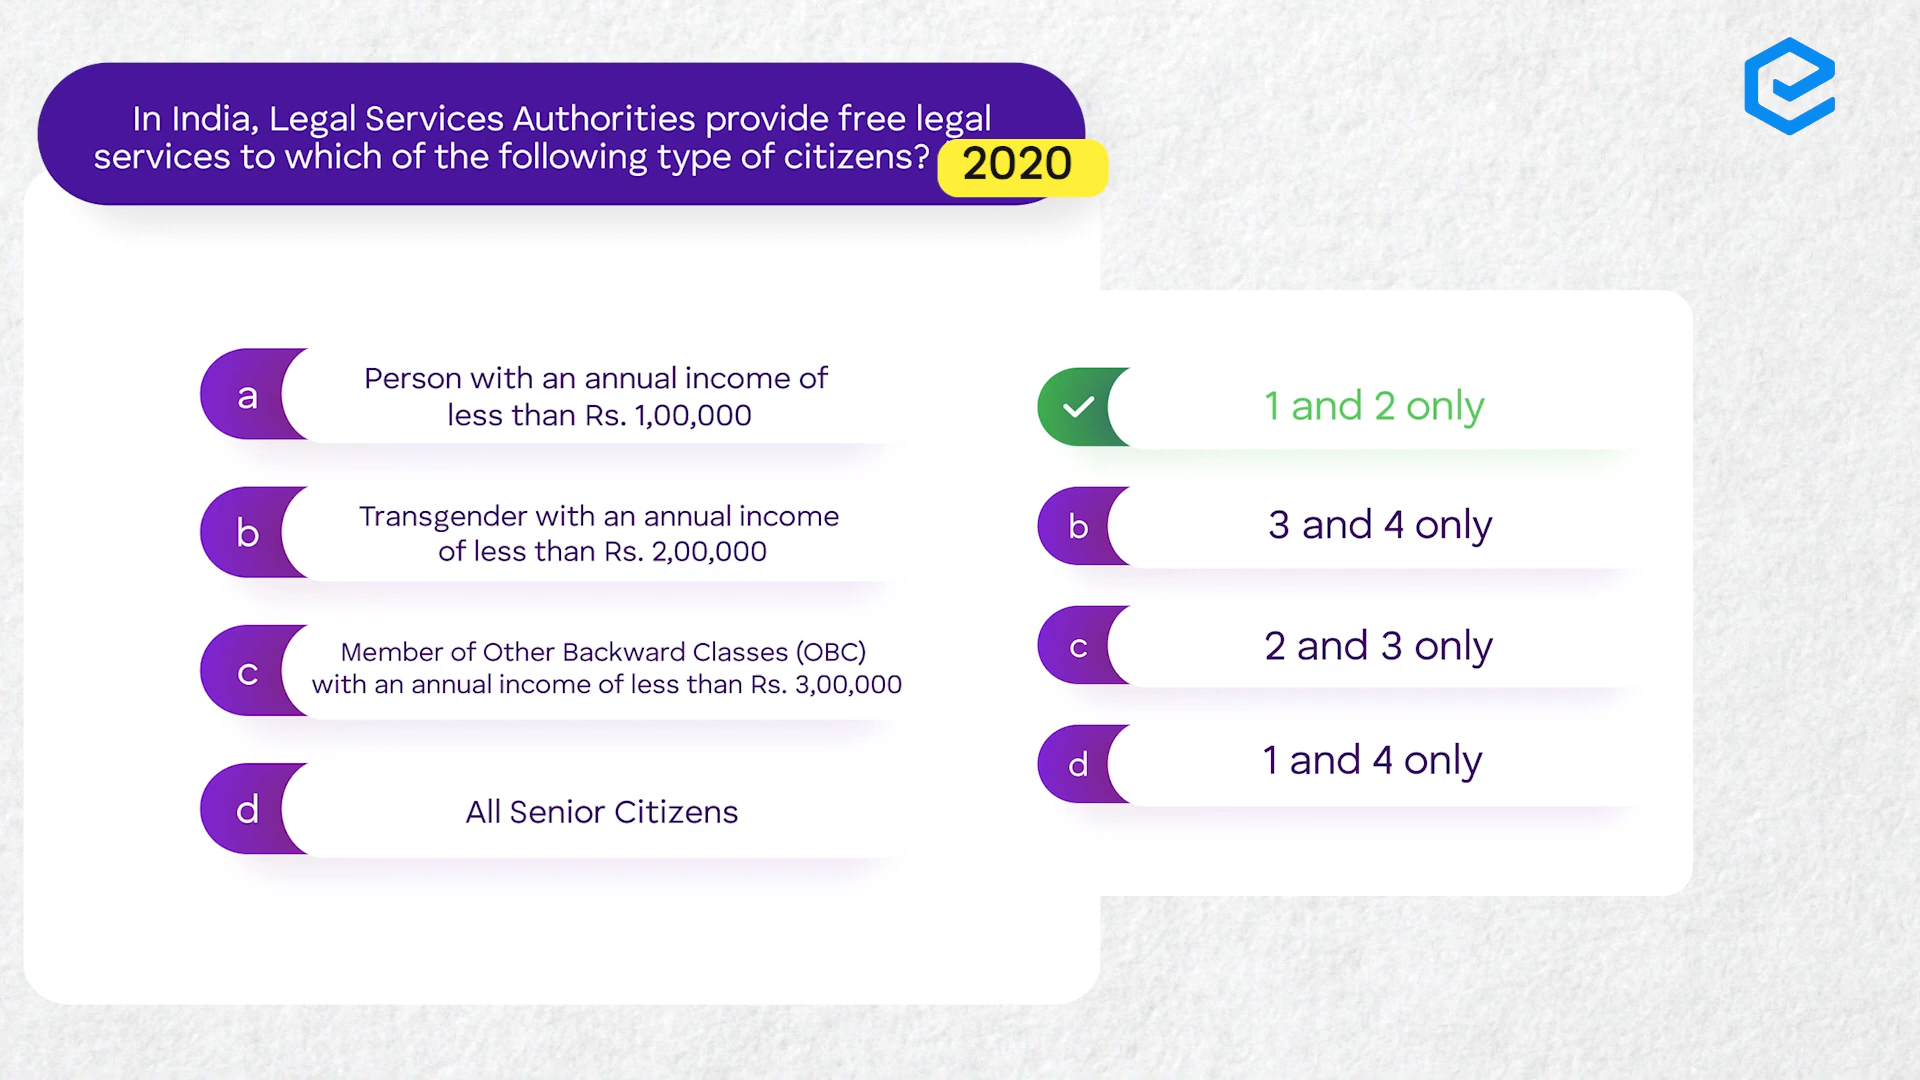 In India, Legal Services Authorities provide free legal
services to which of the following type of citizens?
2020
a
Person with an annual income of
less than Rs. 1,00,000
b
Transgender with an annual income
of less than Rs. 2,00,000
c
Member of Other Backward Classes (OBC)
with an annual income of less than Rs. 3,00,000
d
All Senior Citizens
1 and 2 only
b
3 and 4 only
c
2 and 3 only
d
1 and 4 only